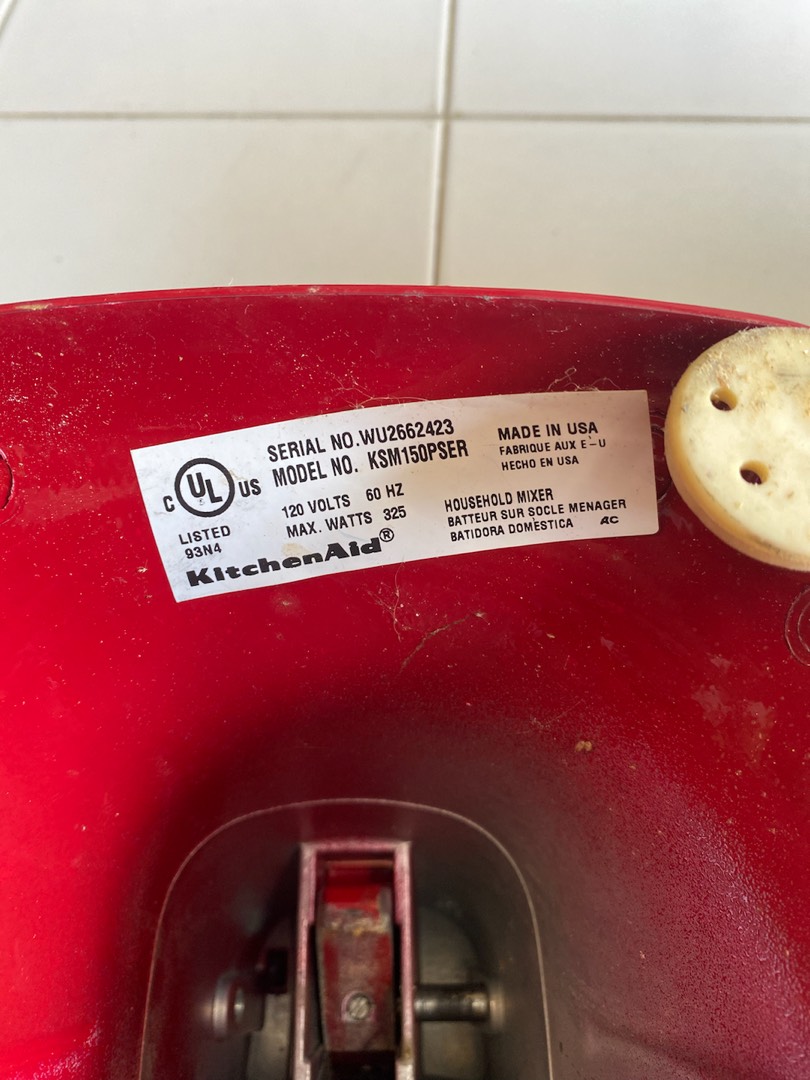 SERIAL NO. WU2662423
MODEL NO. KSM150PSER
C UL US
LISTED
93N4
120 VOLTS 60 HZ
MAX. WATTS 325
KitchenAid®
MADE IN USA
FABRIQUE AUX E-U
HECHO EN USA
HOUSEHOLD MIXER
BATTEUR SUR SOCLE MENAGER
BATIDORA DOMESTICA AC